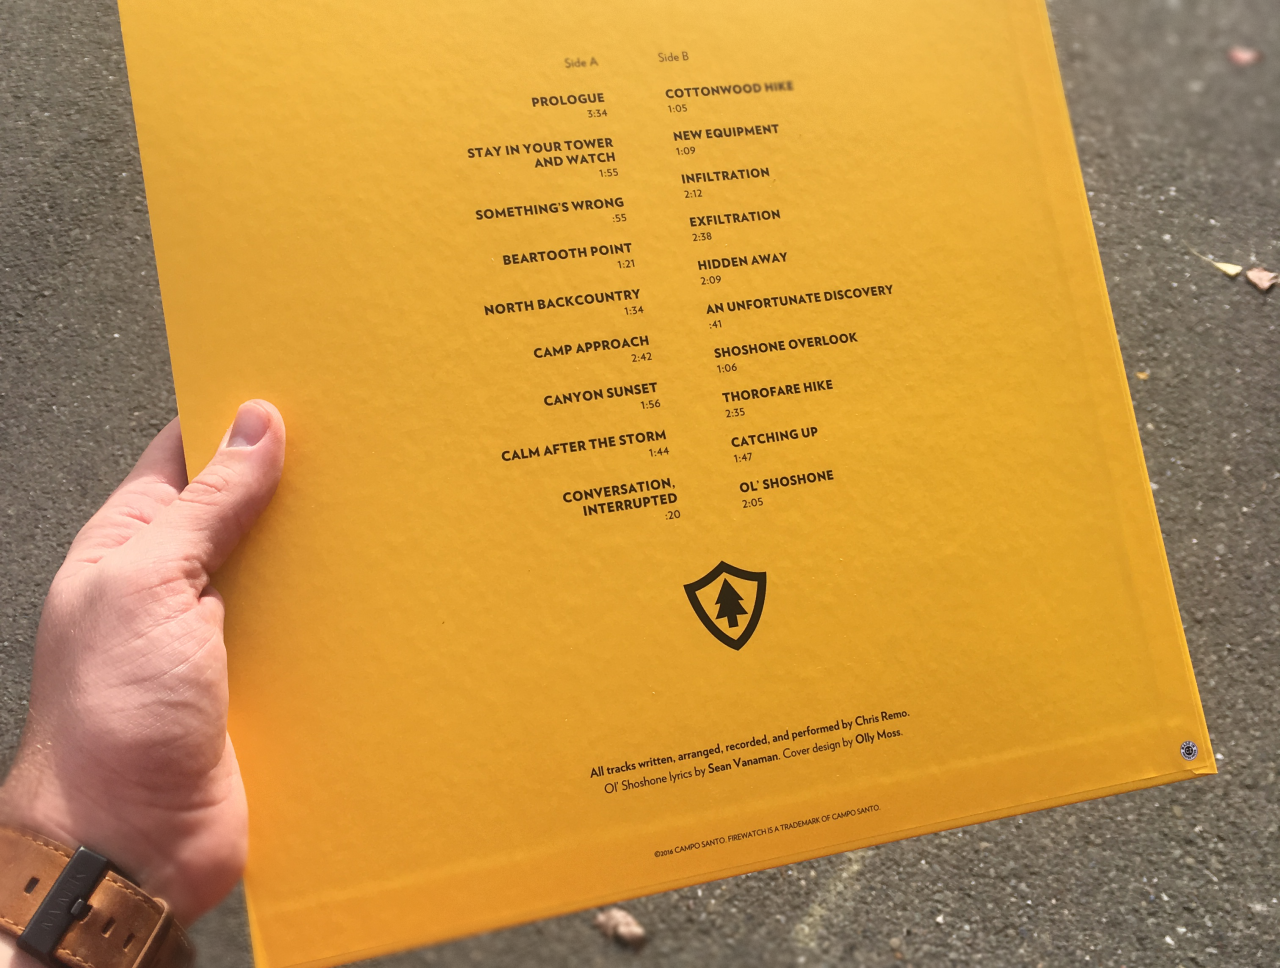 Side A
PROLOGUE
3:34
STAY IN YOUR TOWER
AND WATCH
1:55
SOMETHING'S WRONG
:55
BEARTOOTH POINT
1:21
NORTH BACKCOUNTRY
1:34
CAMP APPROACH
2:42
CANYON SUNSET
1:56
CALM AFTER THE STORM
1:44
CONVERSATION,
INTERRUPTED
:20
Side B
COTTONWOOD HIKE
1:05
NEW EQUIPMENT
1:09
INFILTRATION
2:12
EXFILTRATION
2:38
HIDDEN AWAY
2:09
AN UNFORTUNATE DISCOVERY
:41
SHOSHONE OVERLOOK
1:06
THOROFARE HIKE
2:35
CATCHING UP
1:47
OL' SHOSHONE
2:05
All tracks written, arranged, recorded, and performed by Chris Remo.
Ol' Shoshone lyrics by Sean Vanaman. Cover design by Olly Moss.
©2016 CAMPO SANTO. FIREWATCH IS A TRADEMARK OF CAMPO SANTO.